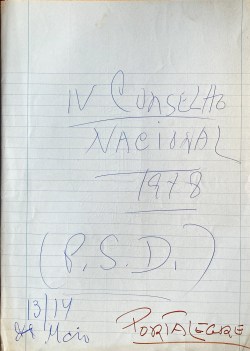 IV CONSELHO
NACIONAL
1978
(P.S.D.)
13/14
de Maio
PORTALEGRE